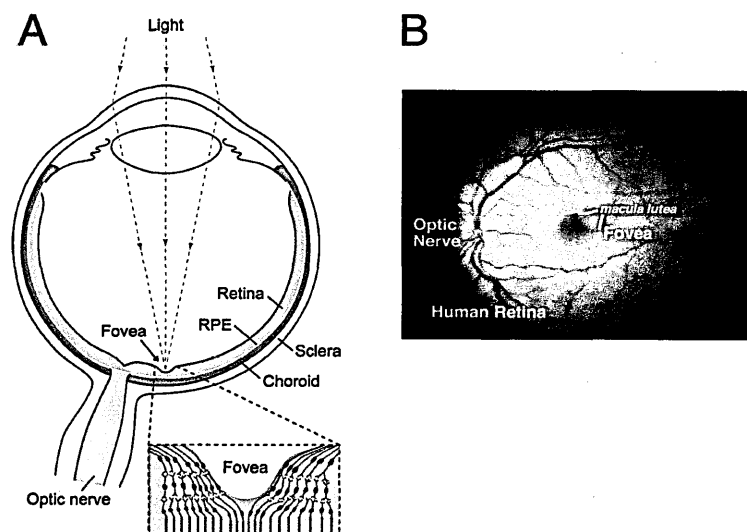 A
Light
Retina
RPE
Fovea
Sclera
Choroid
Optic nerve
Fovea
B
macula lutea
Optic
Nerve
Fovea
Human Retina